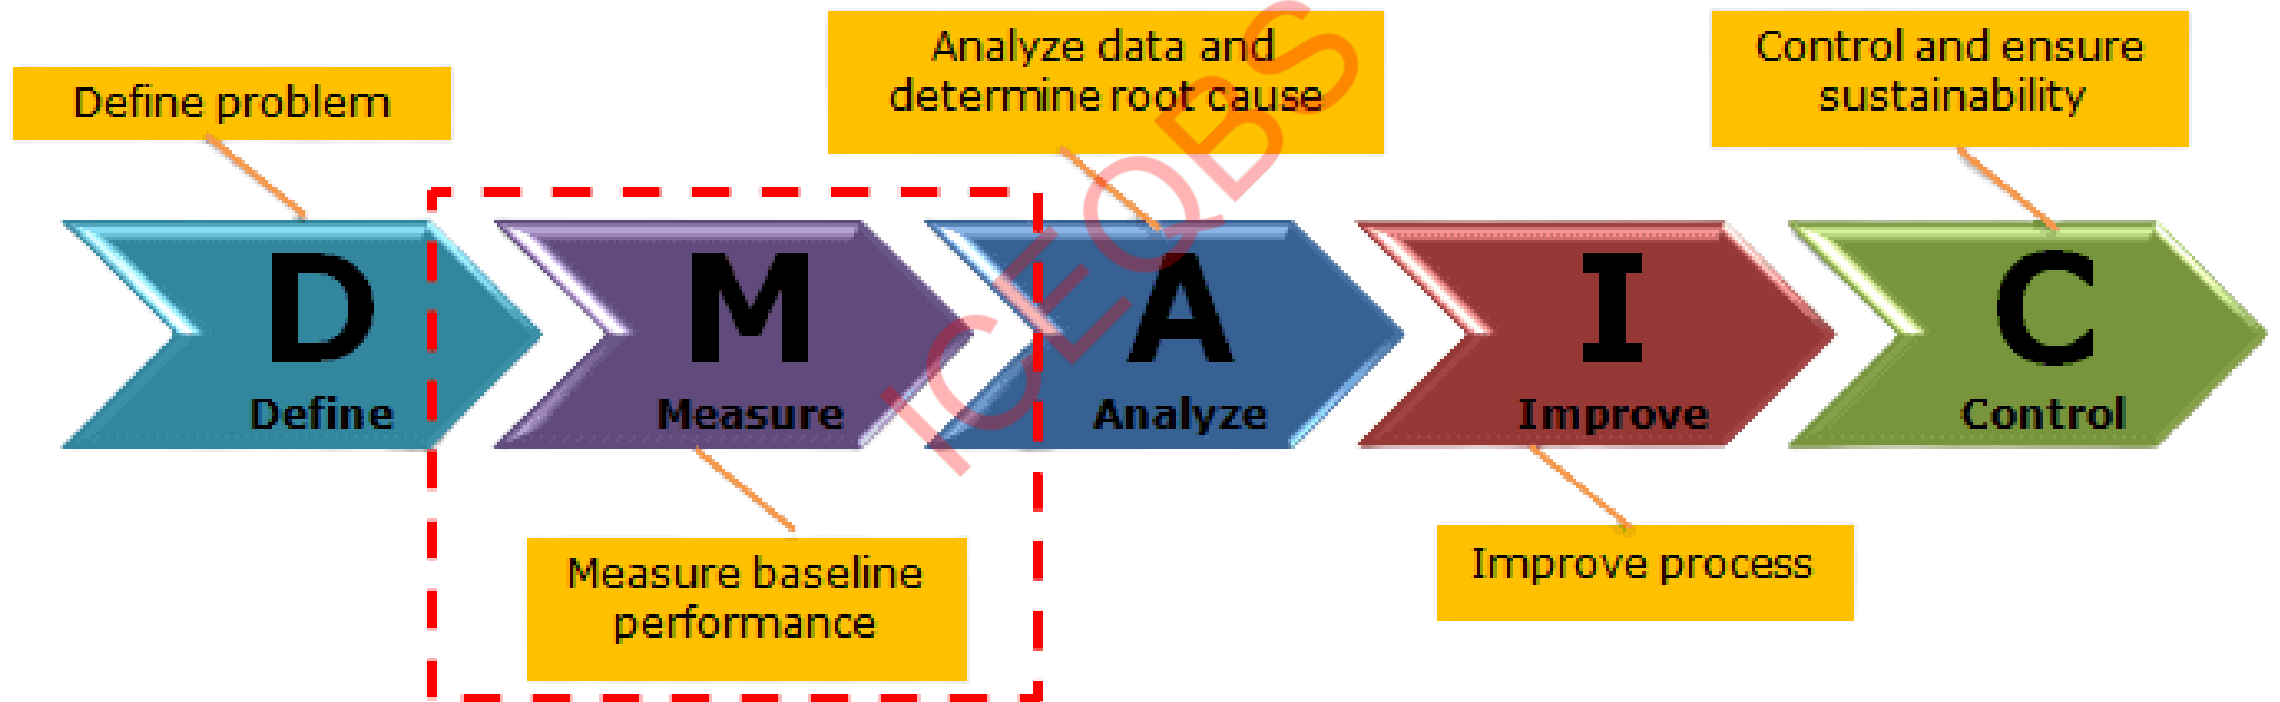 Define problem
Analyze data and
determine root cause
Control and ensure
sustainability
D
Define
M
Measure
A
Analyze
I
Improve
C
Control
Measure baseline
performance
Improve process
ICEQBS